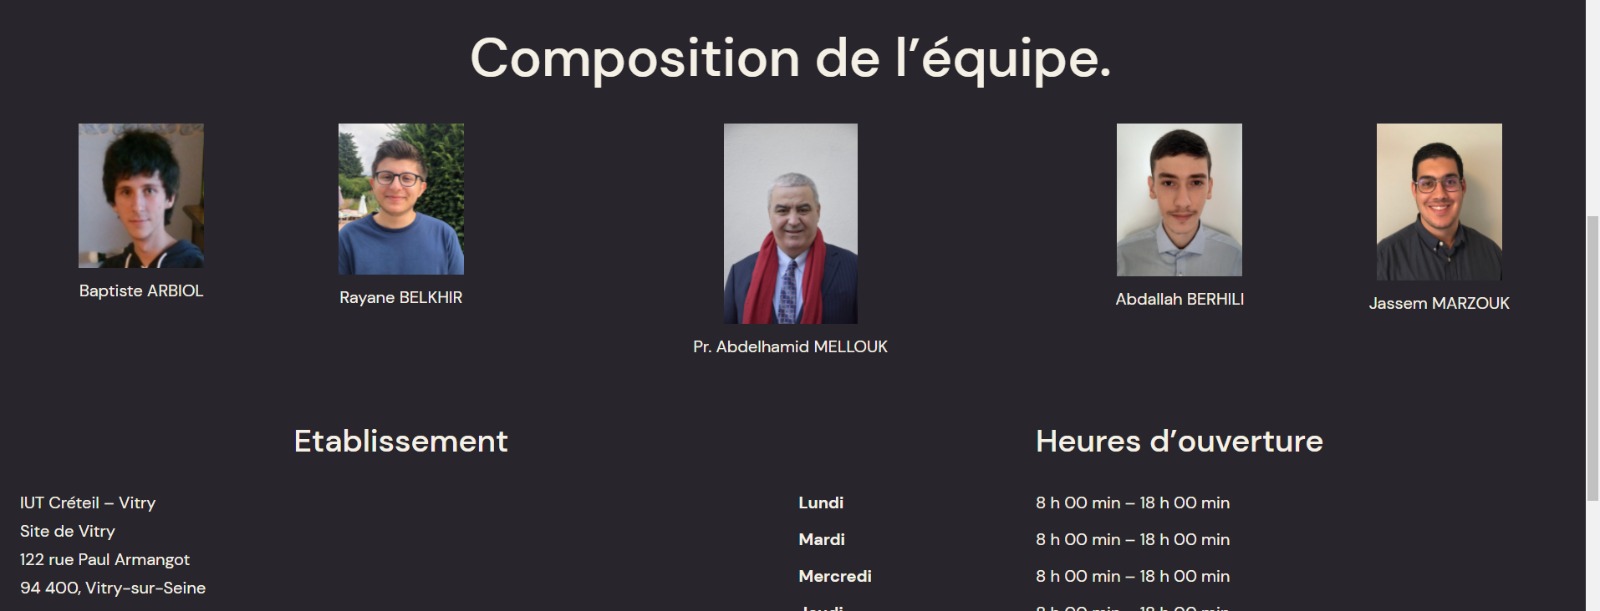 Composition de l’équipe.
Baptiste ARBIOL
Rayane BELKHIR
Pr. Abdelhamid MELLOUK
Abdallah BERHILI
Jassem MARZOUK
Etablissement
IUT Créteil – Vitry
Site de Vitry
122 rue Paul Armangot
94 400, Vitry-sur-Seine
Heures d’ouverture
Lundi 8 h 00 min – 18 h 00 min
Mardi 8 h 00 min – 18 h 00 min
Mercredi 8 h 00 min – 18 h 00 min